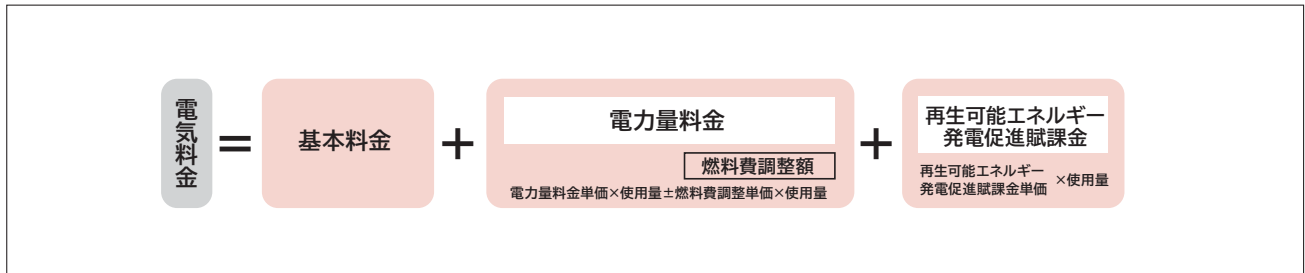 電気料金
=
基本料金
+
電力量料金
燃料費調整額
電力量料金単価×使用量±燃料費調整単価×使用量
+
再生可能エネルギー
発電促進賦課金
再生可能エネルギー
発電促進賦課金単価 ×使用量